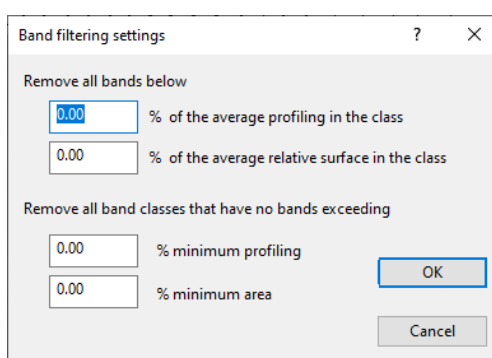 Band filtering settings ?
Remove all bands below
0.00 % of the average profiling in the class
0.00 % of the average relative surface in the class
Remove all band classes that have no bands exceeding
0.00 % minimum profiling
0.00 % minimum area
OK
Cancel